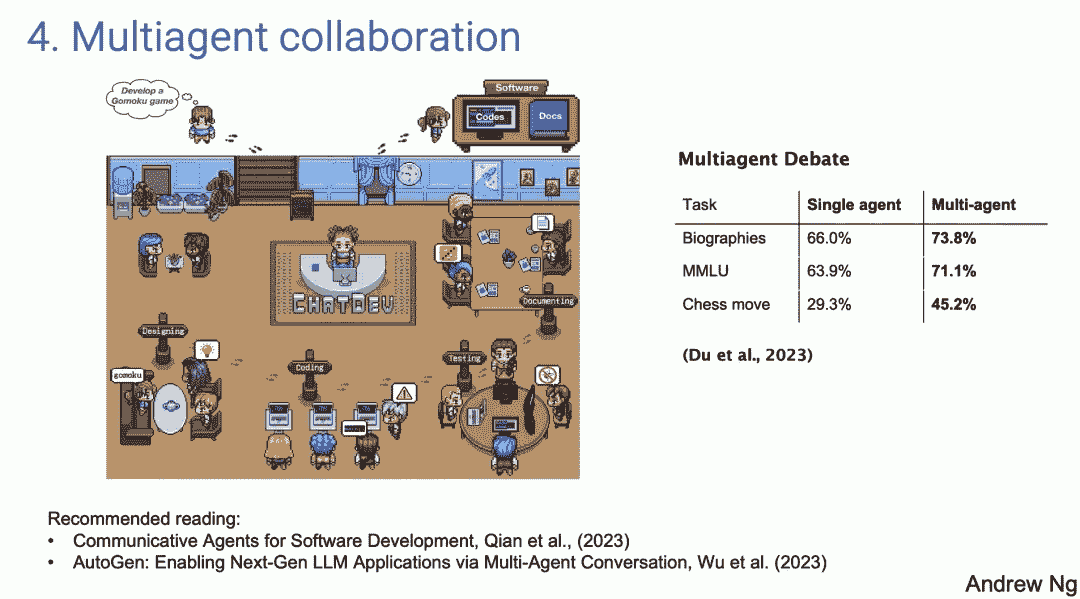 4. Multiagent collaboration
Develop a
Gomoku game
Software
Codes
Docs
CHATDEV
Designing
gomoku
Coding
Testing
Documenting
Multiagent Debate
Task Single agent Multi-agent
Biographies 66.0% 73.8%
MMLU 63.9% 71.1%
Chess move 29.3% 45.2%
(Du et al., 2023)
Recommended reading:
• Communicative Agents for Software Development, Qian et al., (2023)
• AutoGen: Enabling Next-Gen LLM Applications via Multi-Agent Conversation, Wu et al. (2023)
Andrew Ng